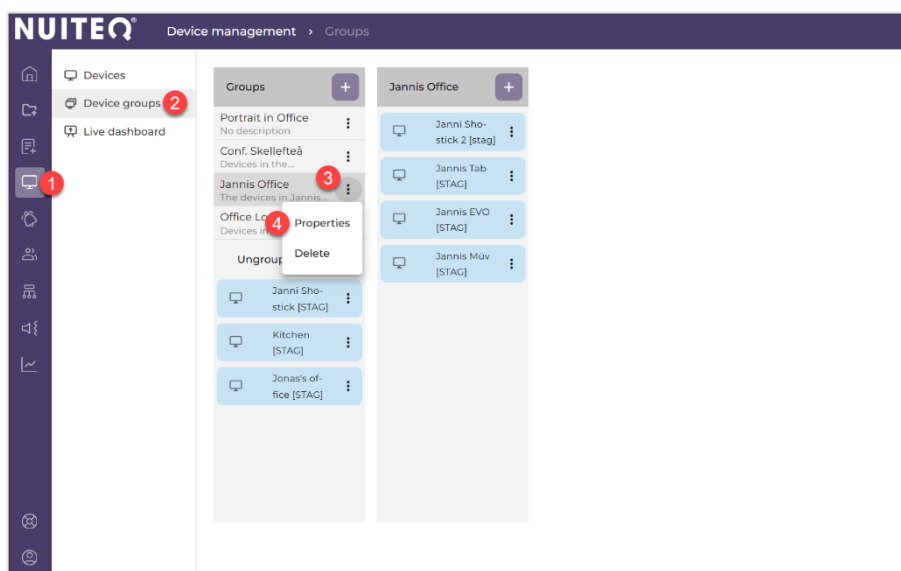 NUITEQ®
Device management › Groups
Devices
Device groups 2
Live dashboard
1
Groups +
Portrait in Office
No description
Conf. Skellefteå
Devices in the...
Jannis Office 3
The devices in Jannis...
Office Lo
Devices in
4 Properties
Delete
Ungroup
Janni Sho-
stick [STAG]
Kitchen
[STAG]
Jonas's of-
fice [STAG]
Jannis Office +
Janni Sho-
stick 2 [stag]
Jannis Tab
[STAG]
Jannis EVO
[STAG]
Jannis Müv
[STAG]